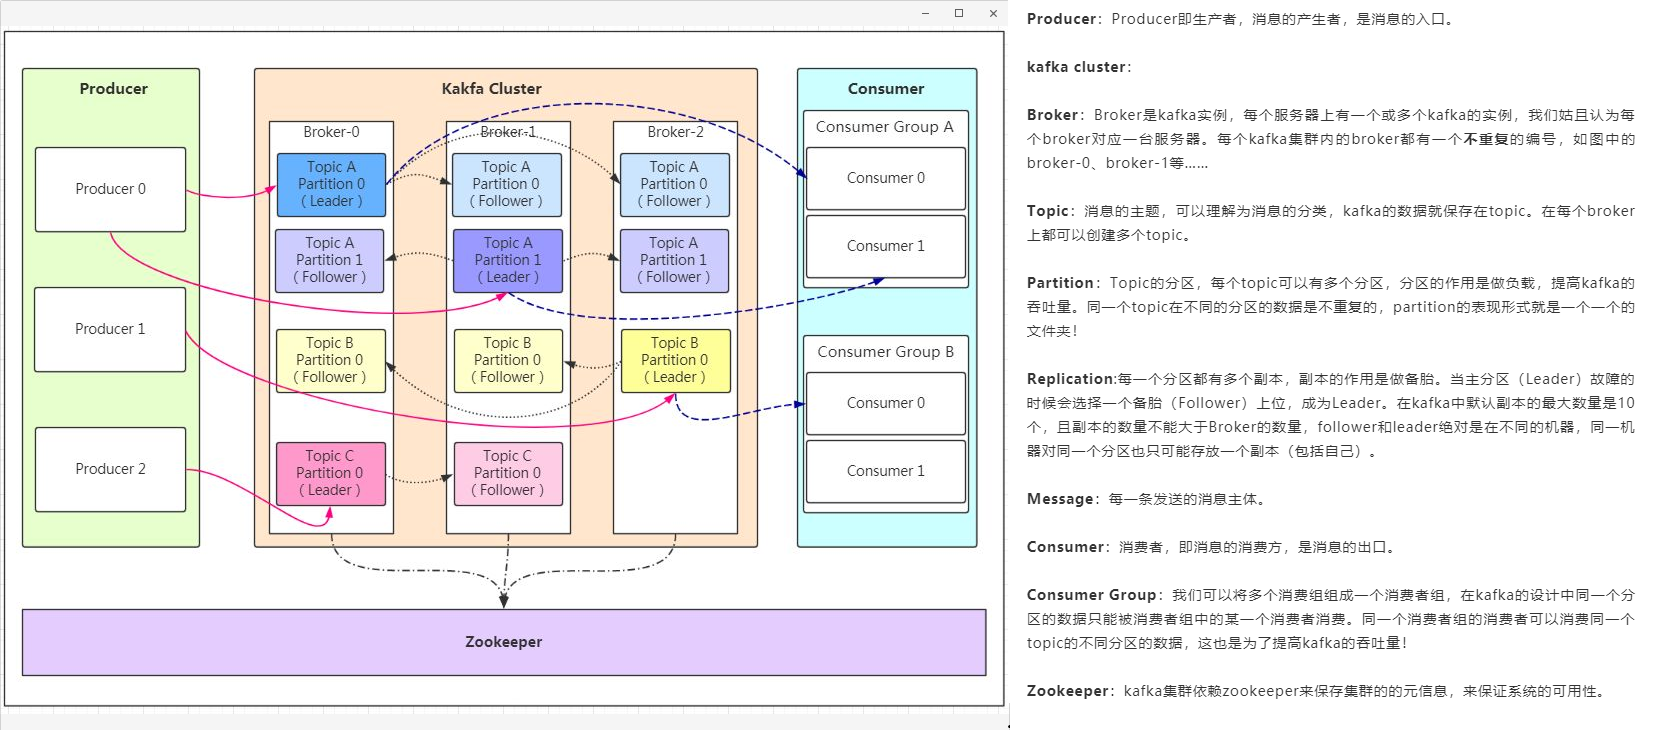 Producer
Producer 0
Producer 1
Producer 2
Kakfa Cluster
Broker-0
Topic A
Partition 0
( Leader )
Topic A
Partition 1
( Follower )
Topic B
Partition 0
( Follower )
Topic C
Partition 0
( Leader )
Broker-1
Topic A
Partition 0
( Follower )
Topic A
Partition 1
( Leader )
Topic B
Partition 0
( Follower )
Topic C
Partition 0
( Follower )
Broker-2
Topic A
Partition 0
( Follower )
Topic A
Partition 1
( Follower )
Topic B
Partition 0
( Leader )
Consumer
Consumer Group A
Consumer 0
Consumer 1
Consumer Group B
Consumer 0
Consumer 1
Zookeeper
Producer：Producer即生产者，消息的产生者，是消息的入口。
kafka cluster：
Broker：Broker是kafka实例，每个服务器上有一个或多个kafka的实例，我们姑且认为每
个broker对应一台服务器。每个kafka集群内的broker都有一个不重复的编号，如图中的
broker-0、broker-1等……
Topic：消息的主题，可以理解为消息的分类，kafka的数据就保存在topic。在每个broker
上都可以创建多个topic。
Partition：Topic的分区，每个topic可以有多个分区，分区的作用是做负载，提高kafka的
吞吐量。同一个topic在不同的分区的数据是不重复的，partition的表现形式就是一个一个的
文件夹！
Replication:每一个分区都有多个副本，副本的作用是做备胎。当主分区（Leader）故障的
时候会选择一个备胎（Follower）上位，成为Leader。在kafka中默认副本的最大数量是10
个，且副本的数量不能大于Broker的数量，follower和leader绝对是在不同的机器，同一机
器对同一个分区也只可能存放一个副本（包括自己）。
Message：每一条发送的消息主体。
Consumer：消费者，即消息的消费方，是消息的出口。
Consumer Group：我们可以将多个消费组组成一个消费者组，在kafka的设计中同一个分
区的数据只能被消费者组中的某一个消费者消费。同一个消费者组的消费者可以消费同一个
topic的不同分区的数据，这也是为了提高kafka的吞吐量！
Zookeeper：kafka集群依赖zookeeper来保存集群的的元信息，来保证系统的可用性。